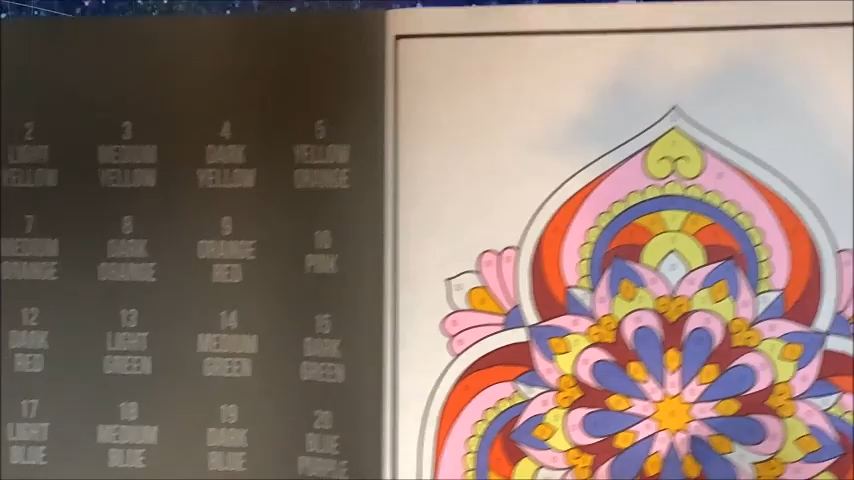 2 3 4 5
LIGHT MEDIUM DARK YELLOW
YELLOW YELLOW YELLOW ORANGE
7 8 9 10
MEDIUM DARK ORANGE PINK
ORANGE ORANGE RED
12 13 14 15
DARK LIGHT MEDIUM DARK
RED GREEN GREEN GREEN
17 18 19 20
LIGHT MEDIUM DARK BLUE
BLUE BLUE BLUE PURPLE